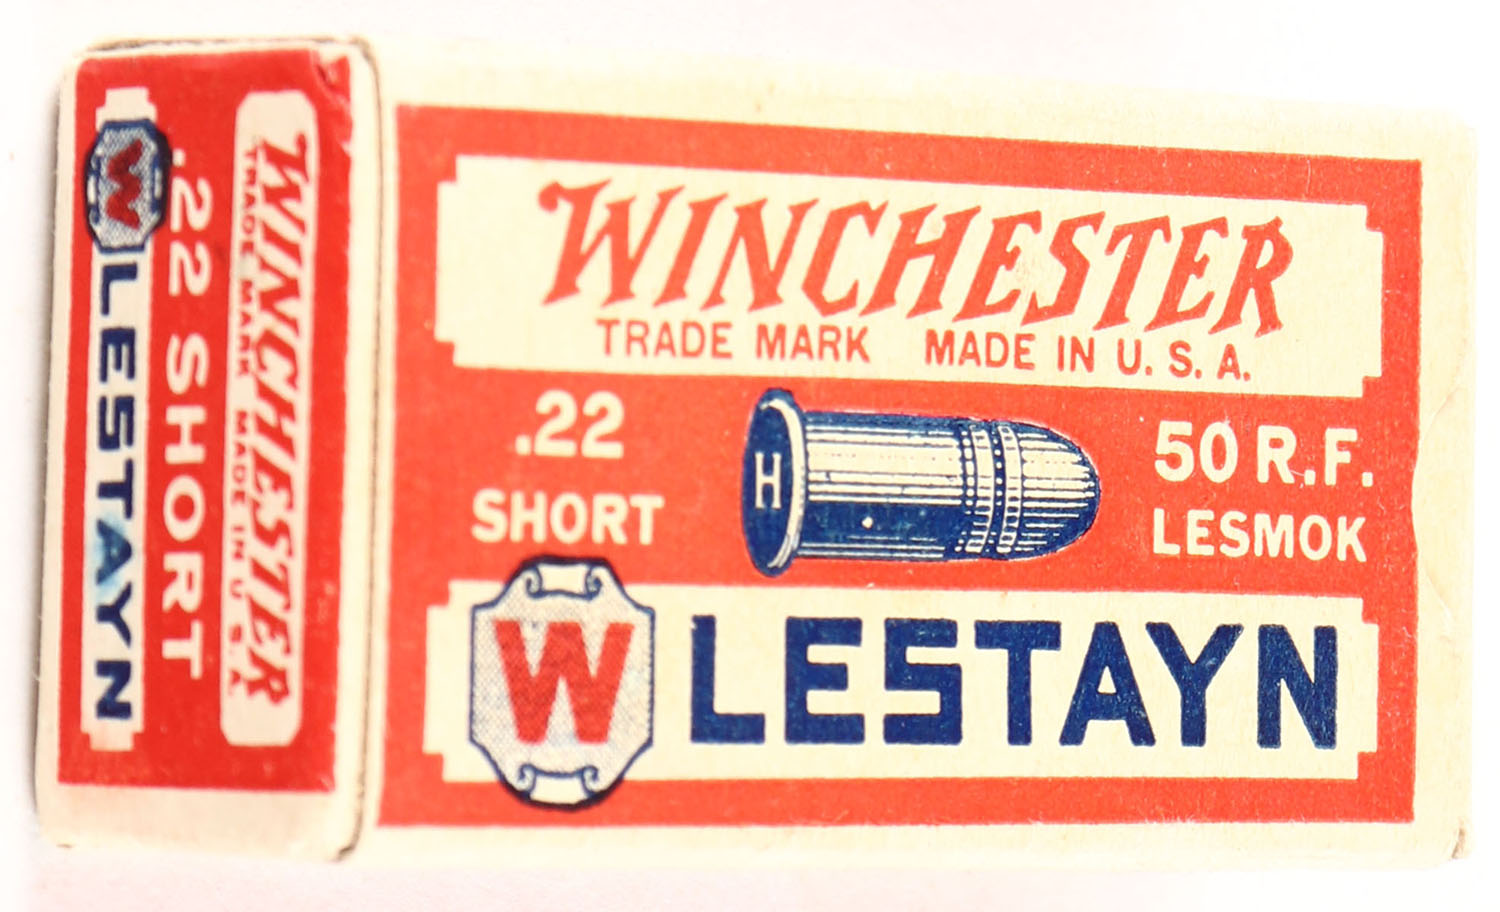 WINCHESTER
TRADE MARK MADE IN U.S.A.
.22 SHORT
W LESTAYN
WINCHESTER
TRADE MARK MADE IN U.S.A.
.22
SHORT
H
50 R.F.
LESMOK
W LESTAYN